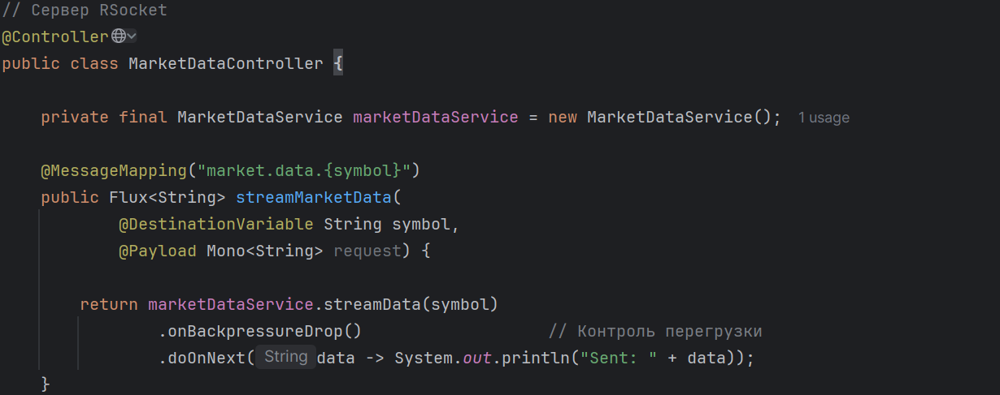 // Сервер RSocket
@Controller
public class MarketDataController {
private final MarketDataService marketDataService = new MarketDataService(); 1 usage
@MessageMapping("market.data.{symbol}")
public Flux<String> streamMarketData(
@DestinationVariable String symbol,
@Payload Mono<String> request) {
return marketDataService.streamData(symbol)
.onBackpressureDrop() // Контроль перегрузки
.doOnNext( String data -> System.out.println("Sent: " + data));
}